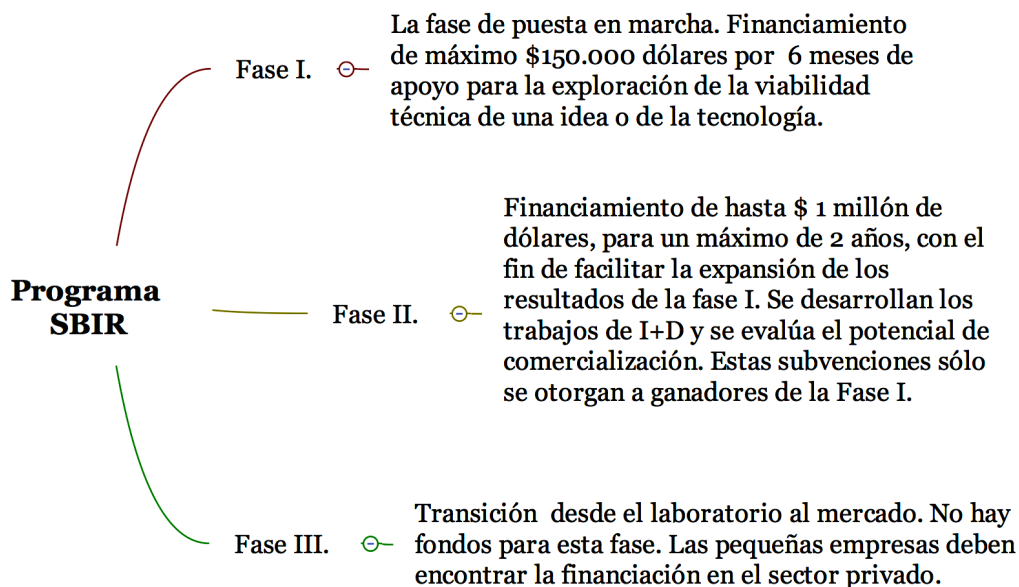 La fase de puesta en marcha. Financiamiento
de máximo $150.000 dólares por 6 meses de
apoyo para la exploración de la viabilidad
técnica de una idea o de la tecnología.
Fase I.
Financiamiento de hasta $ 1 millón de
dólares, para un máximo de 2 años, con el
fin de facilitar la expansión de los
resultados de la fase I. Se desarrollan los
trabajos de I+D y se evalúa el potencial de
comercialización. Estas subvenciones sólo
se otorgan a ganadores de la Fase I.
Programa
SBIR
Fase II.
Fase III.
Transición desde el laboratorio al mercado. No hay
fondos para esta fase. Las pequeñas empresas deben
encontrar la financiación en el sector privado.